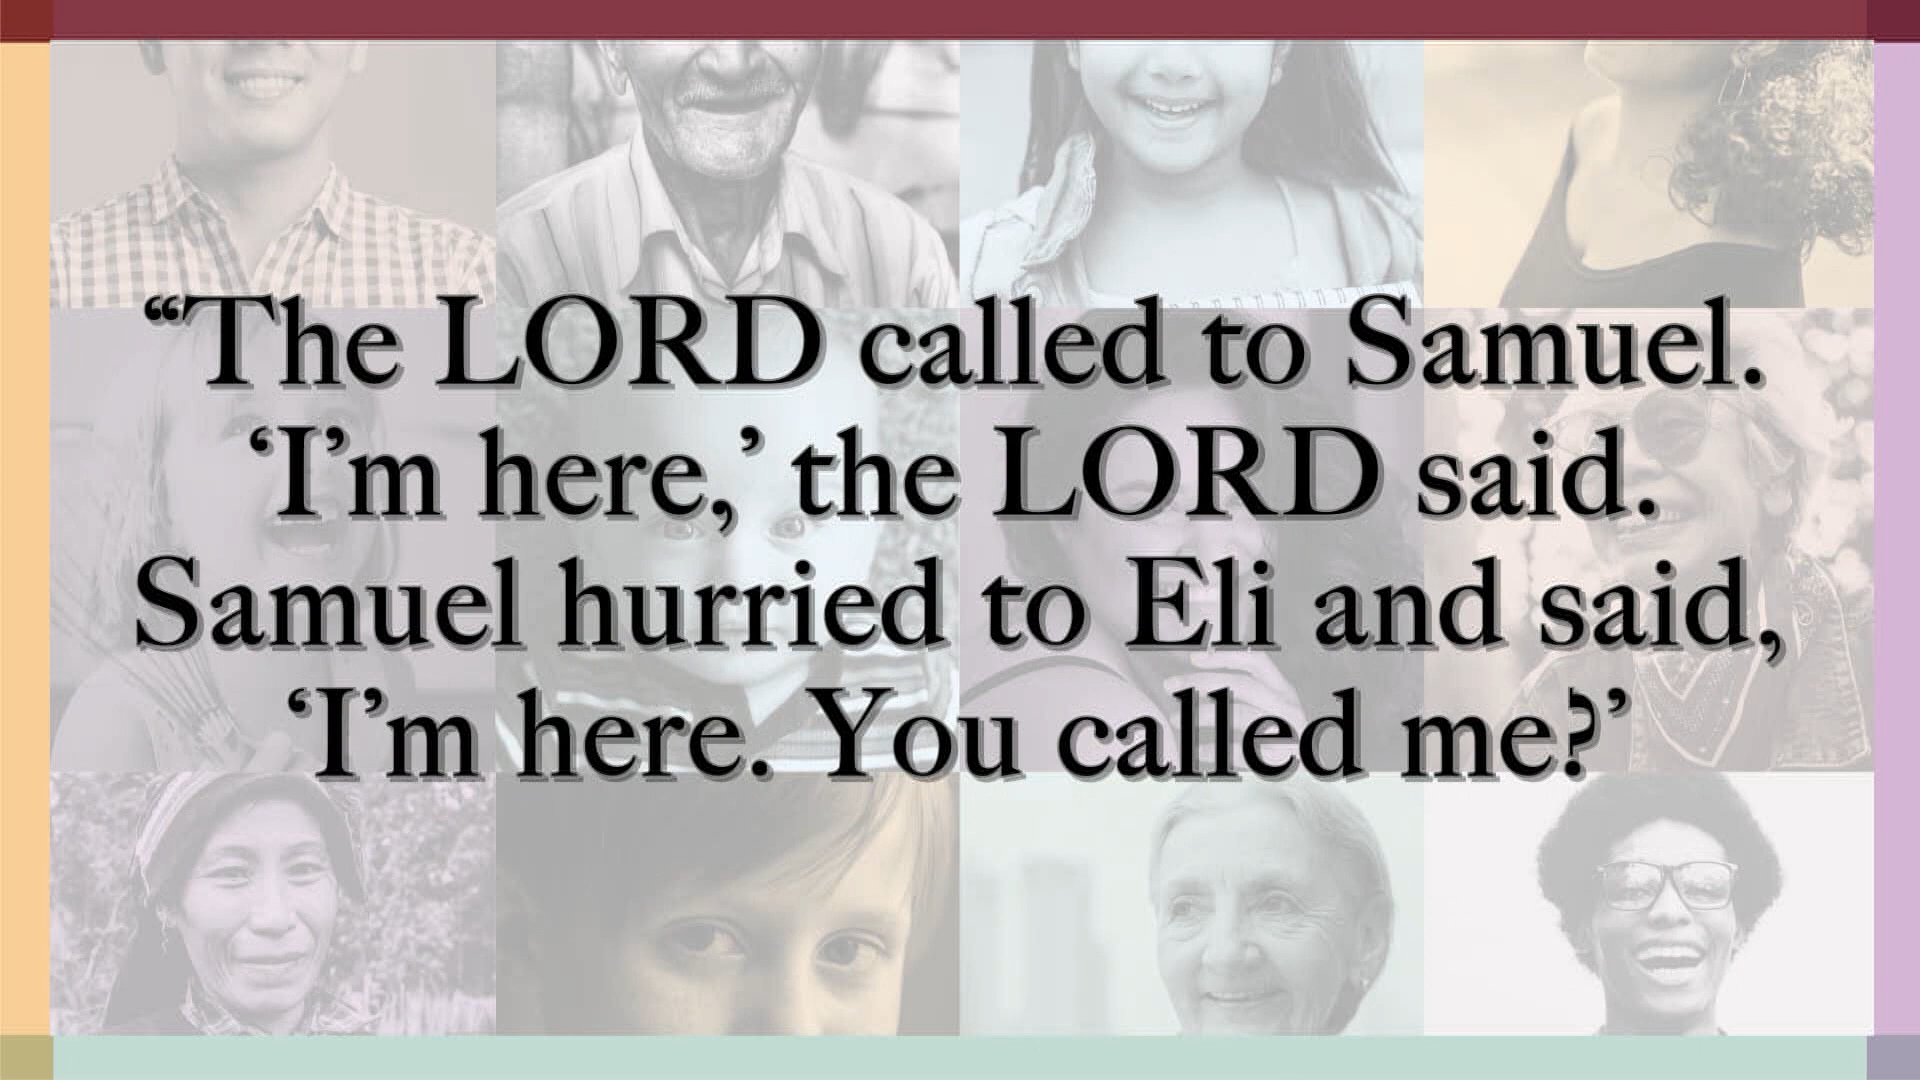 “The LORD called to Samuel.
‘I’m here,’ the LORD said.
Samuel hurried to Eli and said,
‘I’m here. You called me?’